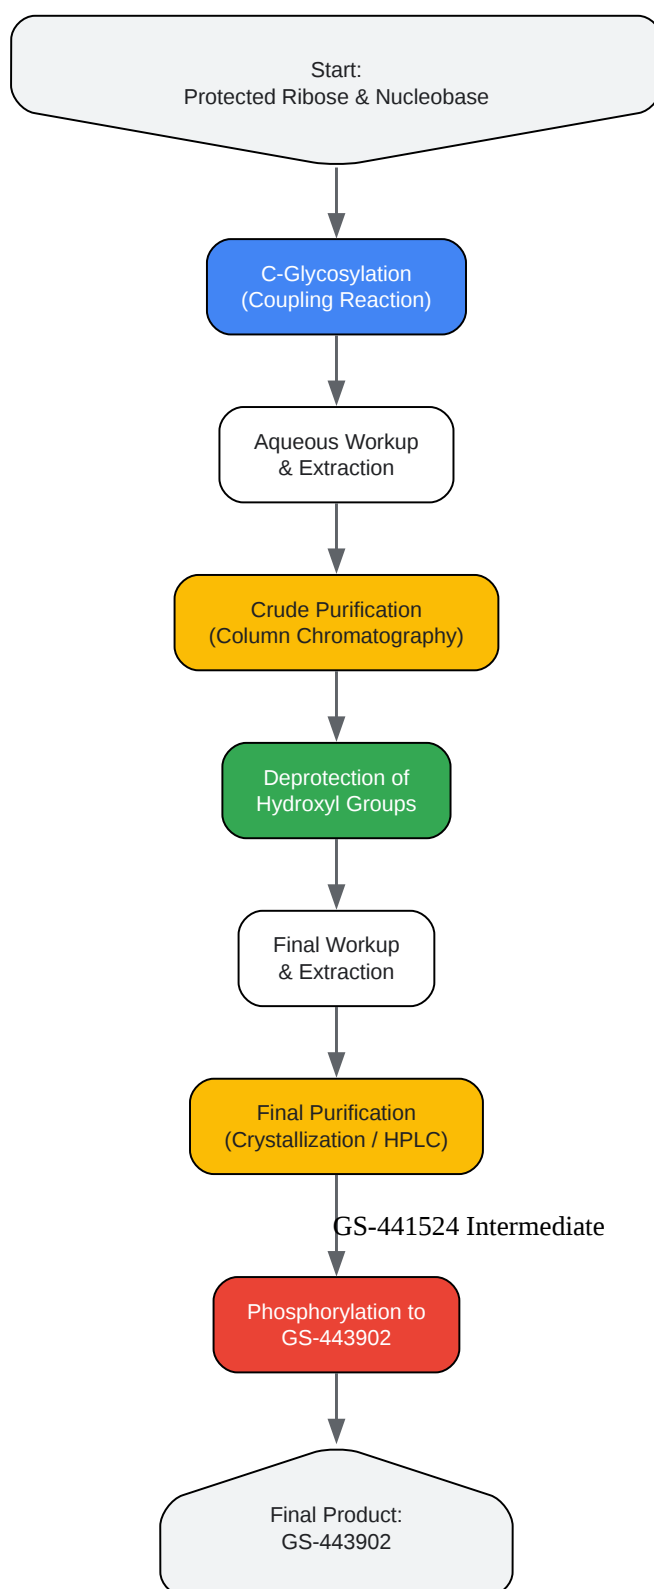 Start:
Protected Ribose & Nucleobase
C-Glycosylation
(Coupling Reaction)
Aqueous Workup
& Extraction
Crude Purification
(Column Chromatography)
Deprotection of
Hydroxyl Groups
Final Workup
& Extraction
Final Purification
(Crystallization / HPLC)
GS-441524 Intermediate
Phosphorylation to
GS-443902
Final Product:
GS-443902